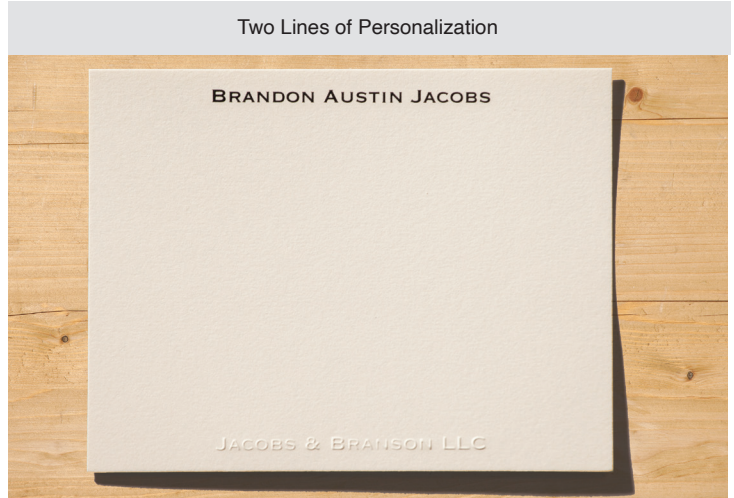 Two Lines of Personalization
Brandon Austin Jacobs
Jacobs & Branson LLC